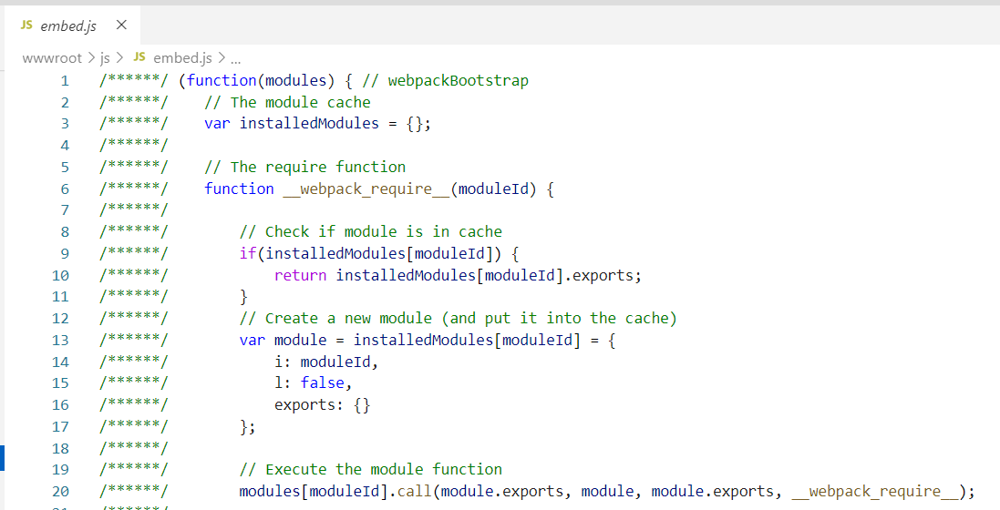 JS embed.js ×
wwwroot > js > JS embed.js > ...
1 /******/ (function(modules) { // webpackBootstrap
2 /******/ 	// The module cache
3 /******/ 	var installedModules = {};
4 /******/
5 /******/ 	// The require function
6 /******/ 	function __webpack_require__(moduleId) {
7 /******/
8 /******/ 		// Check if module is in cache
9 /******/ 		if(installedModules[moduleId]) {
10 /******/ 			return installedModules[moduleId].exports;
11 /******/ 		}
12 /******/ 		// Create a new module (and put it into the cache)
13 /******/ 		var module = installedModules[moduleId] = {
14 /******/ 			i: moduleId,
15 /******/ 			l: false,
16 /******/ 			exports: {}
17 /******/ 		};
18 /******/
19 /******/ 		// Execute the module function
20 /******/ 		modules[moduleId].call(module.exports, module, module.exports, __webpack_require__);